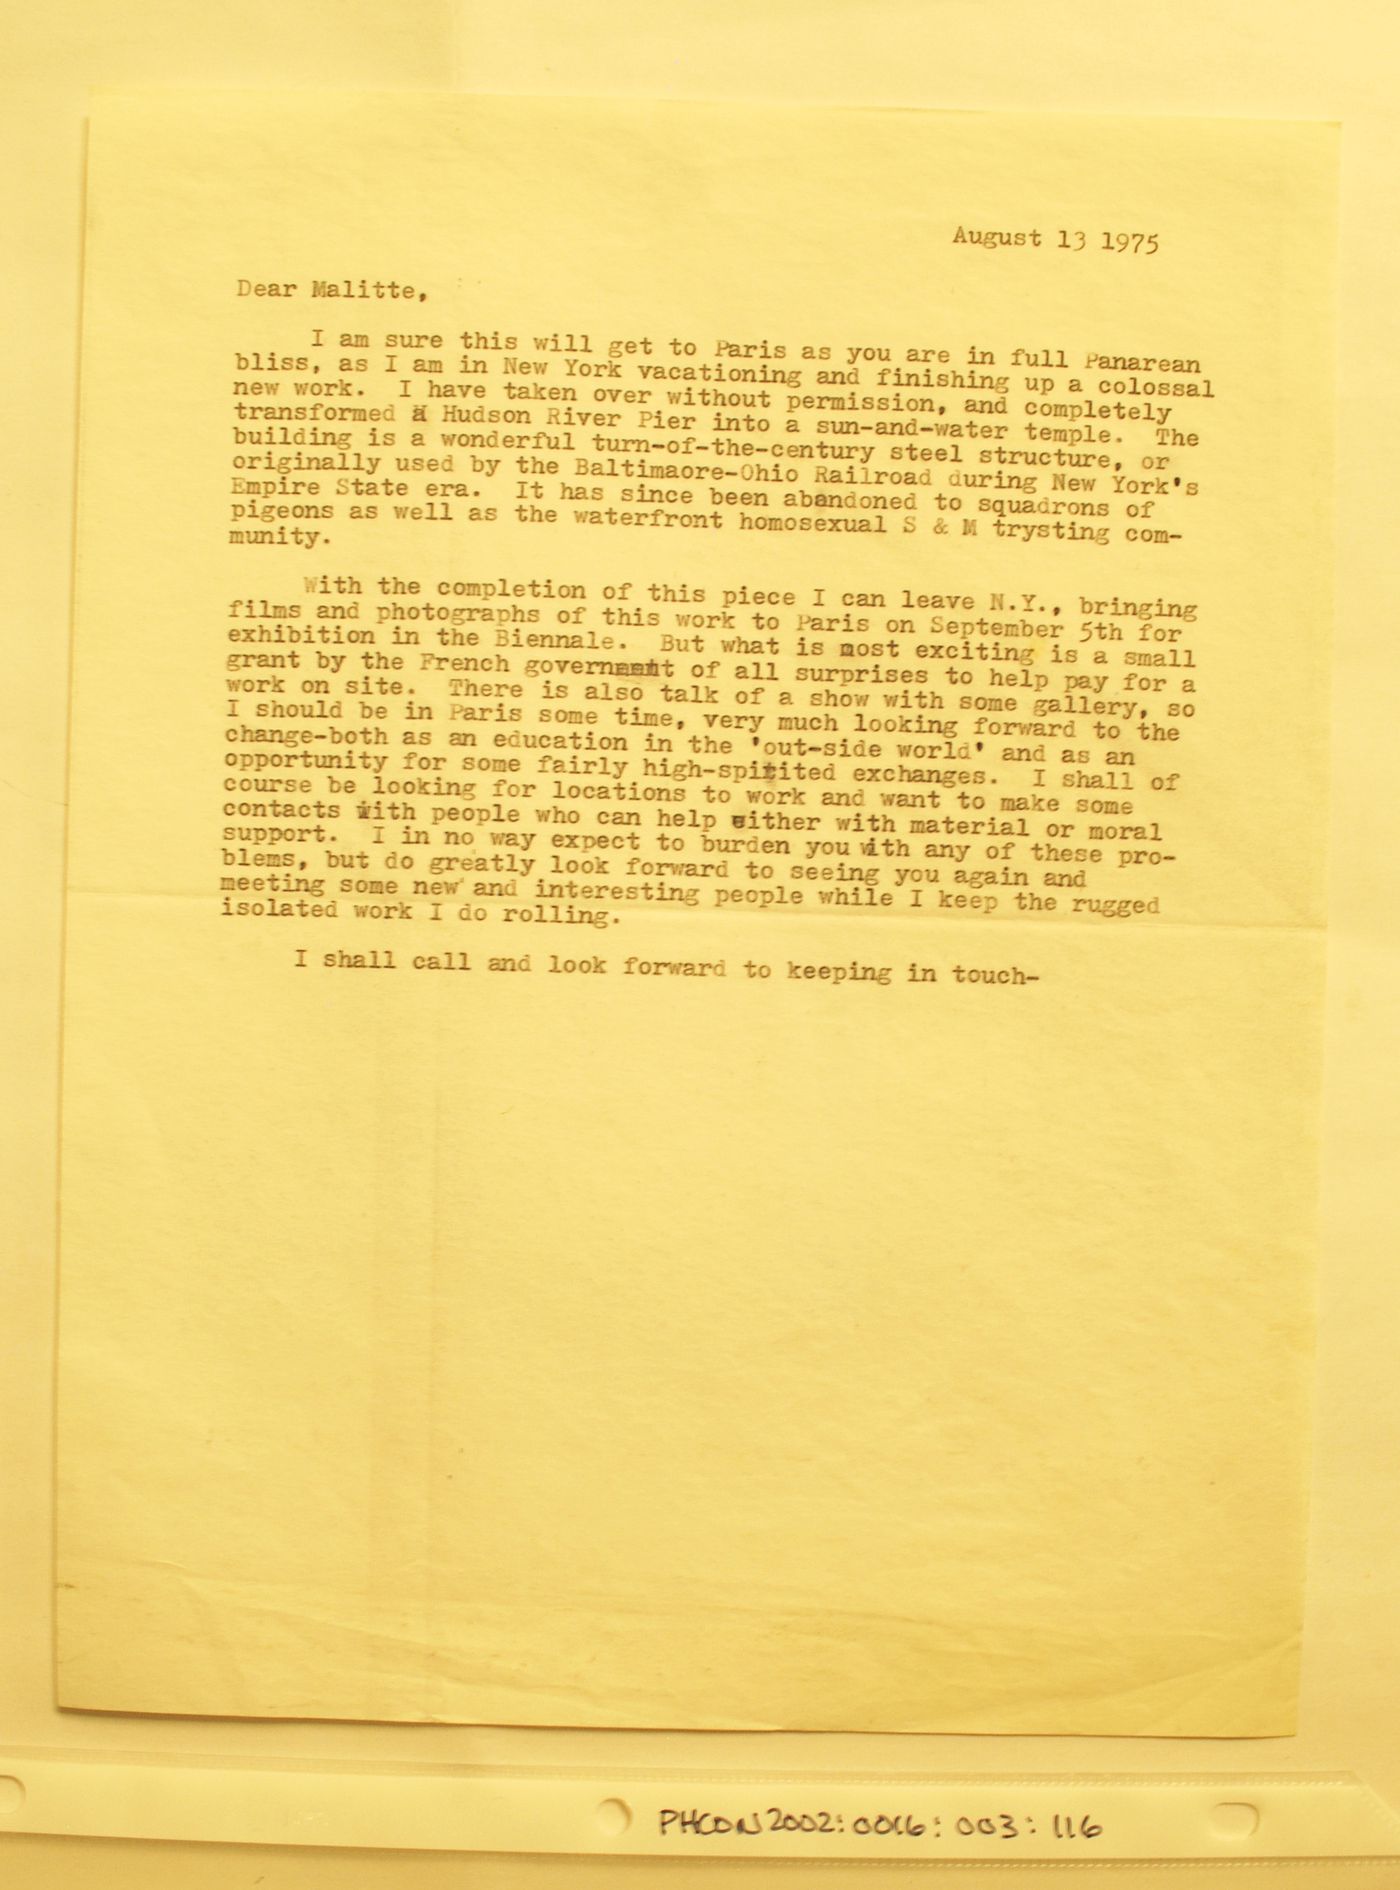 August 13 1975
Dear Malitte,
I am sure this will get to Paris as you are in full Panarean
bliss, as I am in New York vacationing and finishing up a colossal
new work. I have taken over without permission, and completely
transformed a Hudson River Pier into a sun-and-water temple. The
building is a wonderful turn-of-the-century steel structure, or
originally used by the Baltimaore-Ohio Railroad during New York's
Empire State era. It has since been abandoned to squadrons of
pigeons as well as the waterfront homosexual S & M trysting com-
munity.
With the completion of this piece I can leave N.Y., bringing
films and photographs of this work to Paris on September 5th for
exhibition in the Biennale. But what is most exciting is a small
grant by the French government of all surprises to help pay for a
work on site. There is also talk of a show with some gallery, so
I should be in Paris some time, very much looking forward to the
change-both as an education in the 'out-side world' and as an
opportunity for some fairly high-spirited exchanges. I shall of
course be looking for locations to work and want to make some
contacts with people who can help either with material or moral
support. I in no way expect to burden you with any of these pro-
blems, but do greatly look forward to seeing you again and
meeting some new and interesting people while I keep the rugged
isolated work I do rolling.
I shall call and look forward to keeping in touch-
PHCON2002:0016:003:116